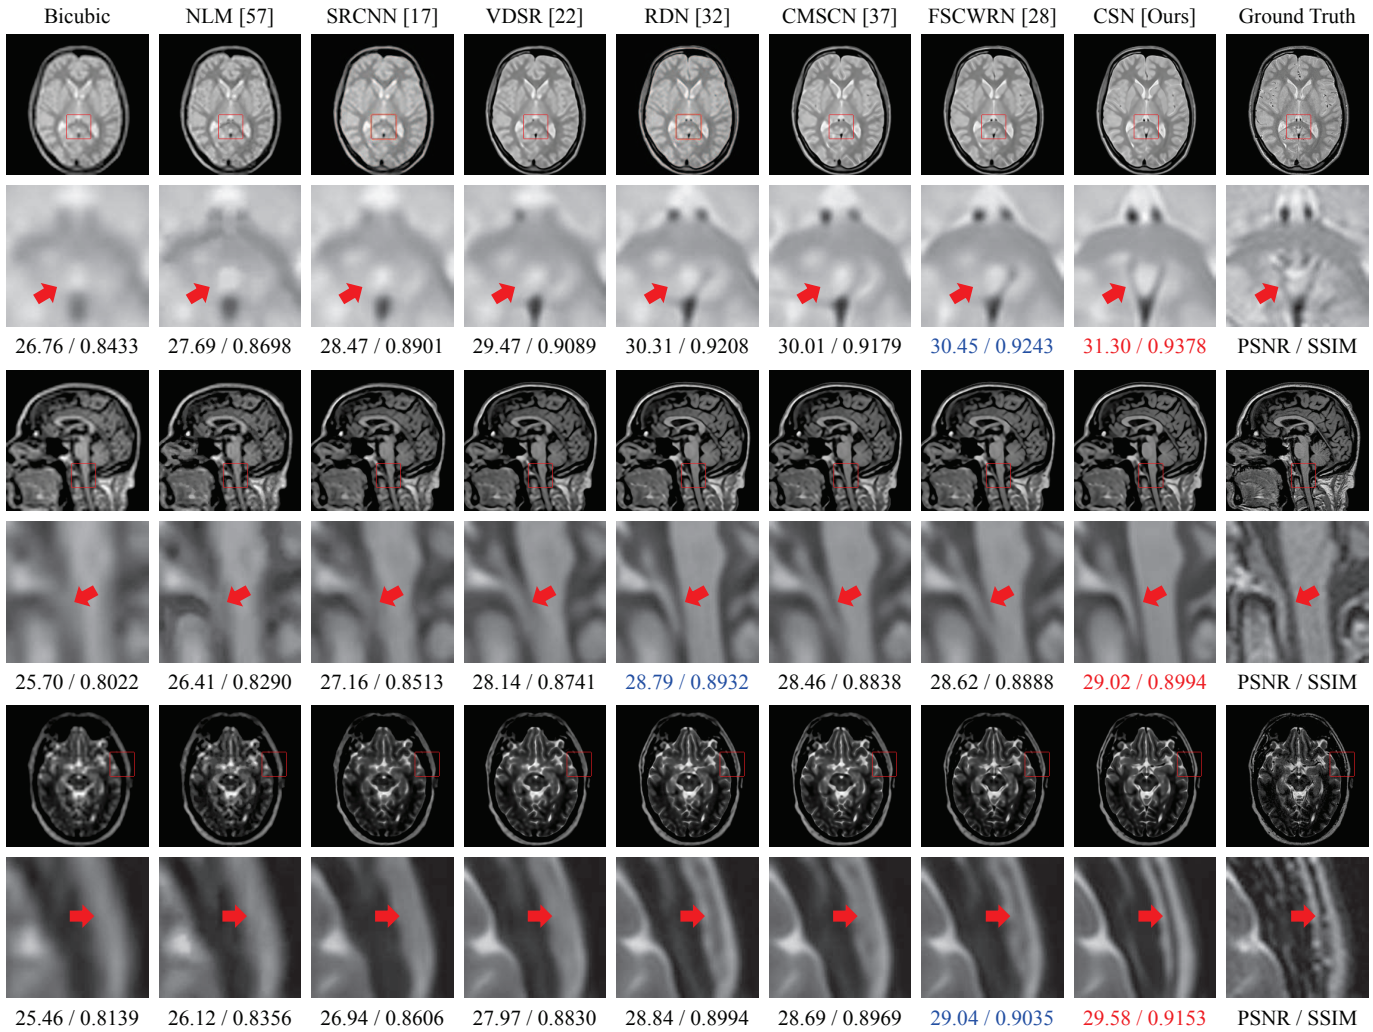 Bicubic NLM [57] SRCNN [17] VDSR [22] RDN [32] CMSCN [37] FSCWRN [28] CSN [Ours] Ground Truth
26.76 / 0.8433 27.69 / 0.8698 28.47 / 0.8901 29.47 / 0.9089 30.31 / 0.9208 30.01 / 0.9179 30.45 / 0.9243 31.30 / 0.9378 PSNR / SSIM
25.70 / 0.8022 26.41 / 0.8290 27.16 / 0.8513 28.14 / 0.8741 28.79 / 0.8932 28.46 / 0.8838 28.62 / 0.8888 29.02 / 0.8994 PSNR / SSIM
25.46 / 0.8139 26.12 / 0.8356 26.94 / 0.8606 27.97 / 0.8830 28.84 / 0.8994 28.69 / 0.8969 29.04 / 0.9035 29.58 / 0.9153 PSNR / SSIM